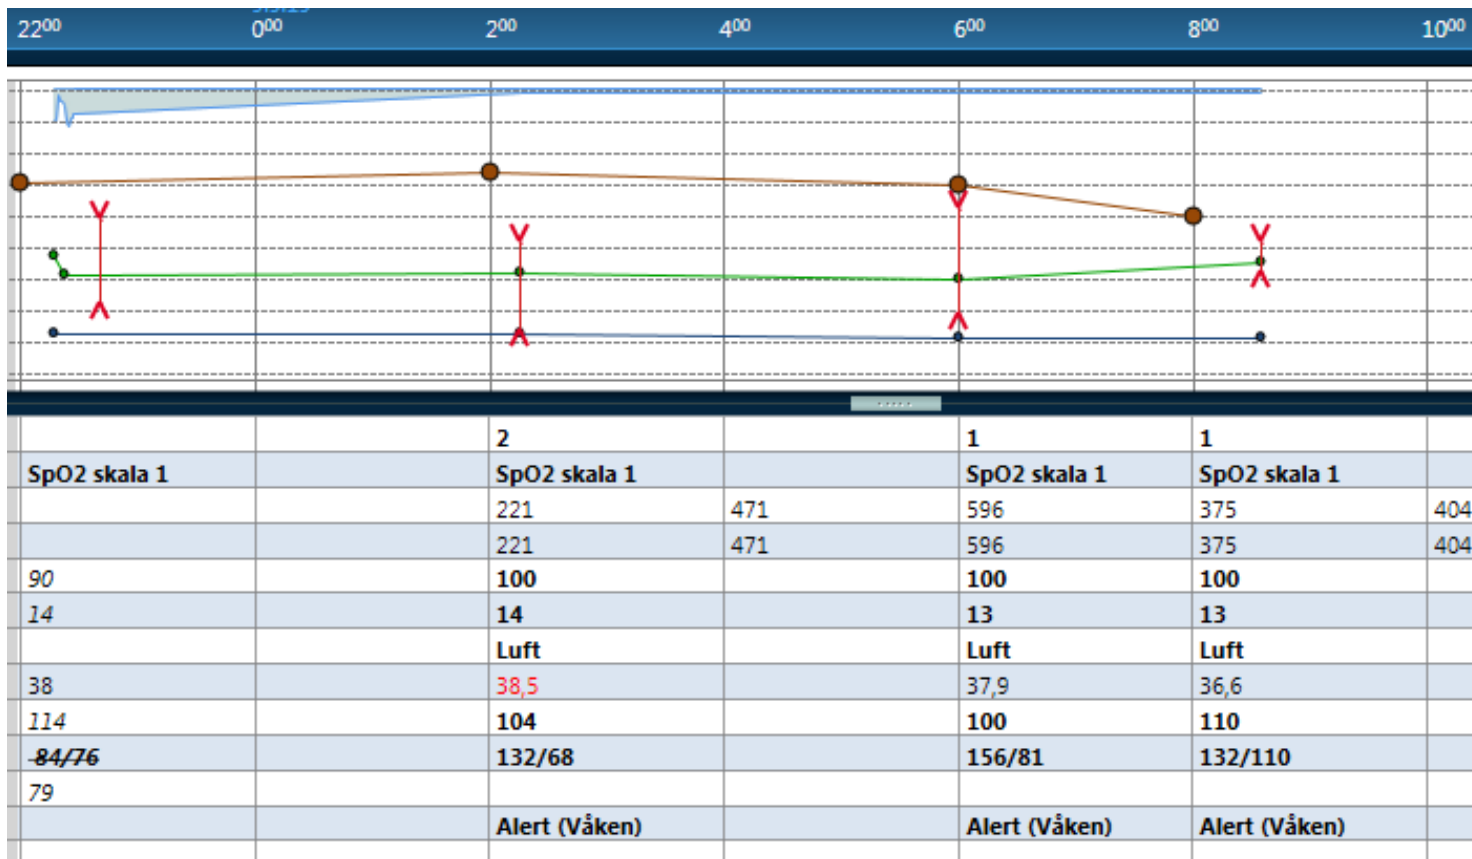 22⁰⁰ 0⁰⁰ 2⁰⁰ 4⁰⁰ 6⁰⁰ 8⁰⁰ 10⁰⁰
2 1 1
SpO2 skala 1 SpO2 skala 1 SpO2 skala 1 SpO2 skala 1
221 471 596 375 404
221 471 596 375 404
90 100 100 100
14 14 13 13
Luft Luft Luft
38 38,5 37,9 36,6
114 104 100 110
84/76 132/68 156/81 132/110
79
Alert (Våken) Alert (Våken) Alert (Våken)